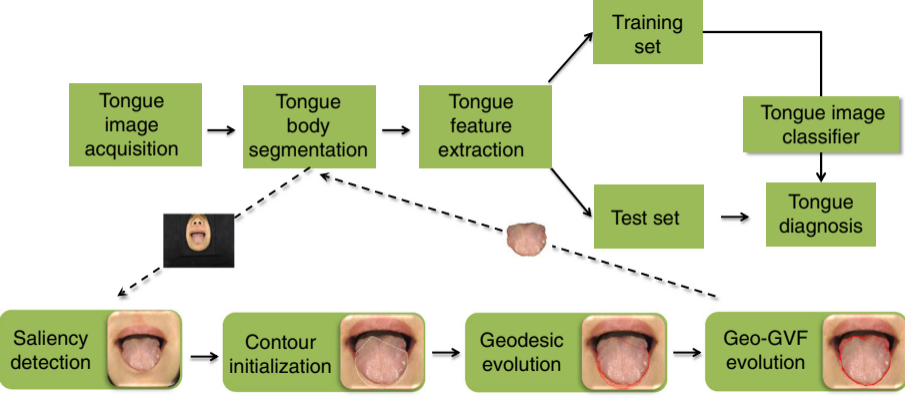 Training
set
Tongue
image
acquisition
Tongue
body
segmentation
Tongue
feature
extraction
Tongue image
classifier
Test set
Tongue
diagnosis
Saliency
detection
Contour
initialization
Geodesic
evolution
Geo-GVF
evolution